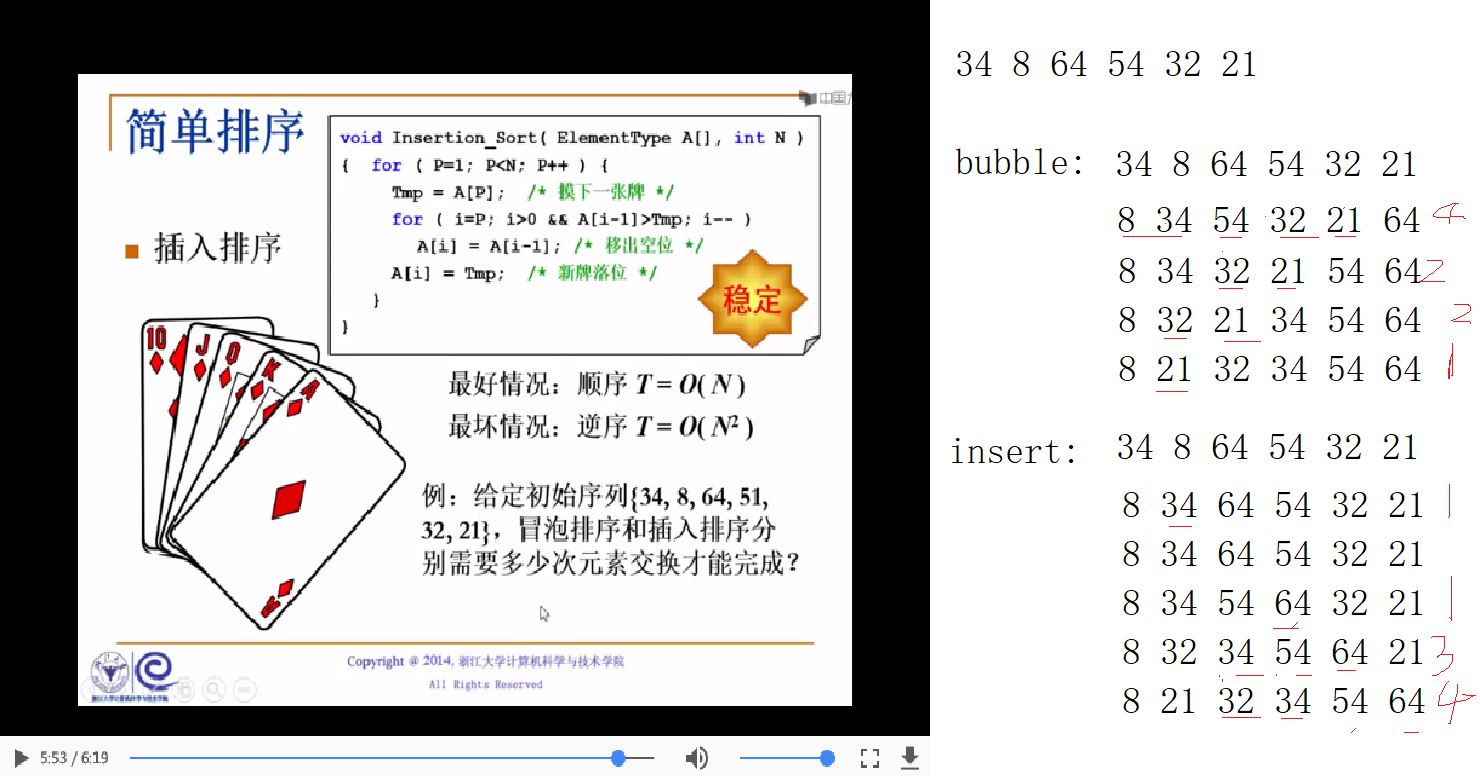 中国
简单排序
void Insertion_Sort( ElementType A[], int N )
{ for ( P=1; P<N; P++ ) {
Tmp = A[P]; /* 摸下一张牌 */
for ( i=P; i>0 && A[i-1]>Tmp; i-- )
A[i] = A[i-1]; /* 移出空位 */
A[i] = Tmp; /* 新牌落位 */
}
}
稳定
■ 插入排序
10
J
Q
K
A
最好情况：顺序 T = O( N )
最坏情况：逆序 T = O( N² )
例：给定初始序列{34, 8, 64, 51,
32, 21}，冒泡排序和插入排序分
别需要多少次元素交换才能完成？
Copyright @ 2014, 浙江大学计算机科学与技术学院
All Rights Reserved
5:53 / 6:19
34 8 64 54 32 21
bubble: 34 8 64 54 32 21
8 34 54 32 21 64 4
8 34 32 21 54 64 2
8 32 21 34 54 64 2
8 21 32 34 54 64 1
insert: 34 8 64 54 32 21
8 34 64 54 32 21 1
8 34 64 54 32 21
8 34 54 64 32 21 1
8 32 34 54 64 21 3
8 21 32 34 54 64 4